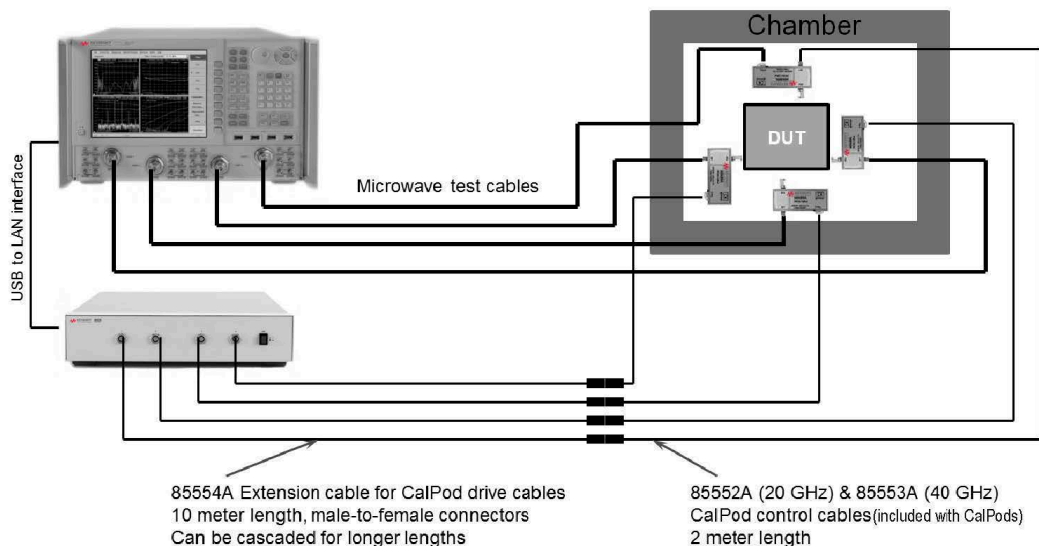 Chamber
DUT
Microwave test cables
USB to LAN interface
85554A Extension cable for CalPod drive cables
10 meter length, male-to-female connectors
Can be cascaded for longer lengths
85552A (20 GHz) & 85553A (40 GHz)
CalPod control cables(included with CalPods)
2 meter length